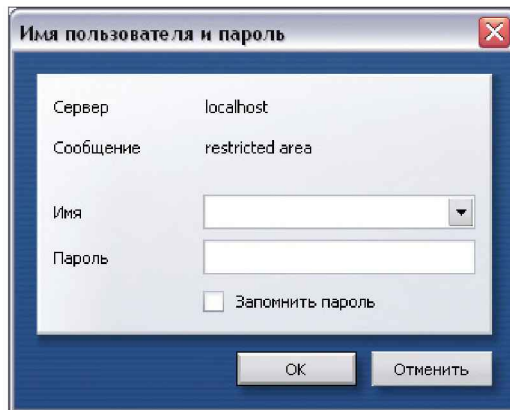 Имя пользователя и пароль
Сервер localhost
Сообщение restricted area
Имя
Пароль
Запомнить пароль
OK Отменить